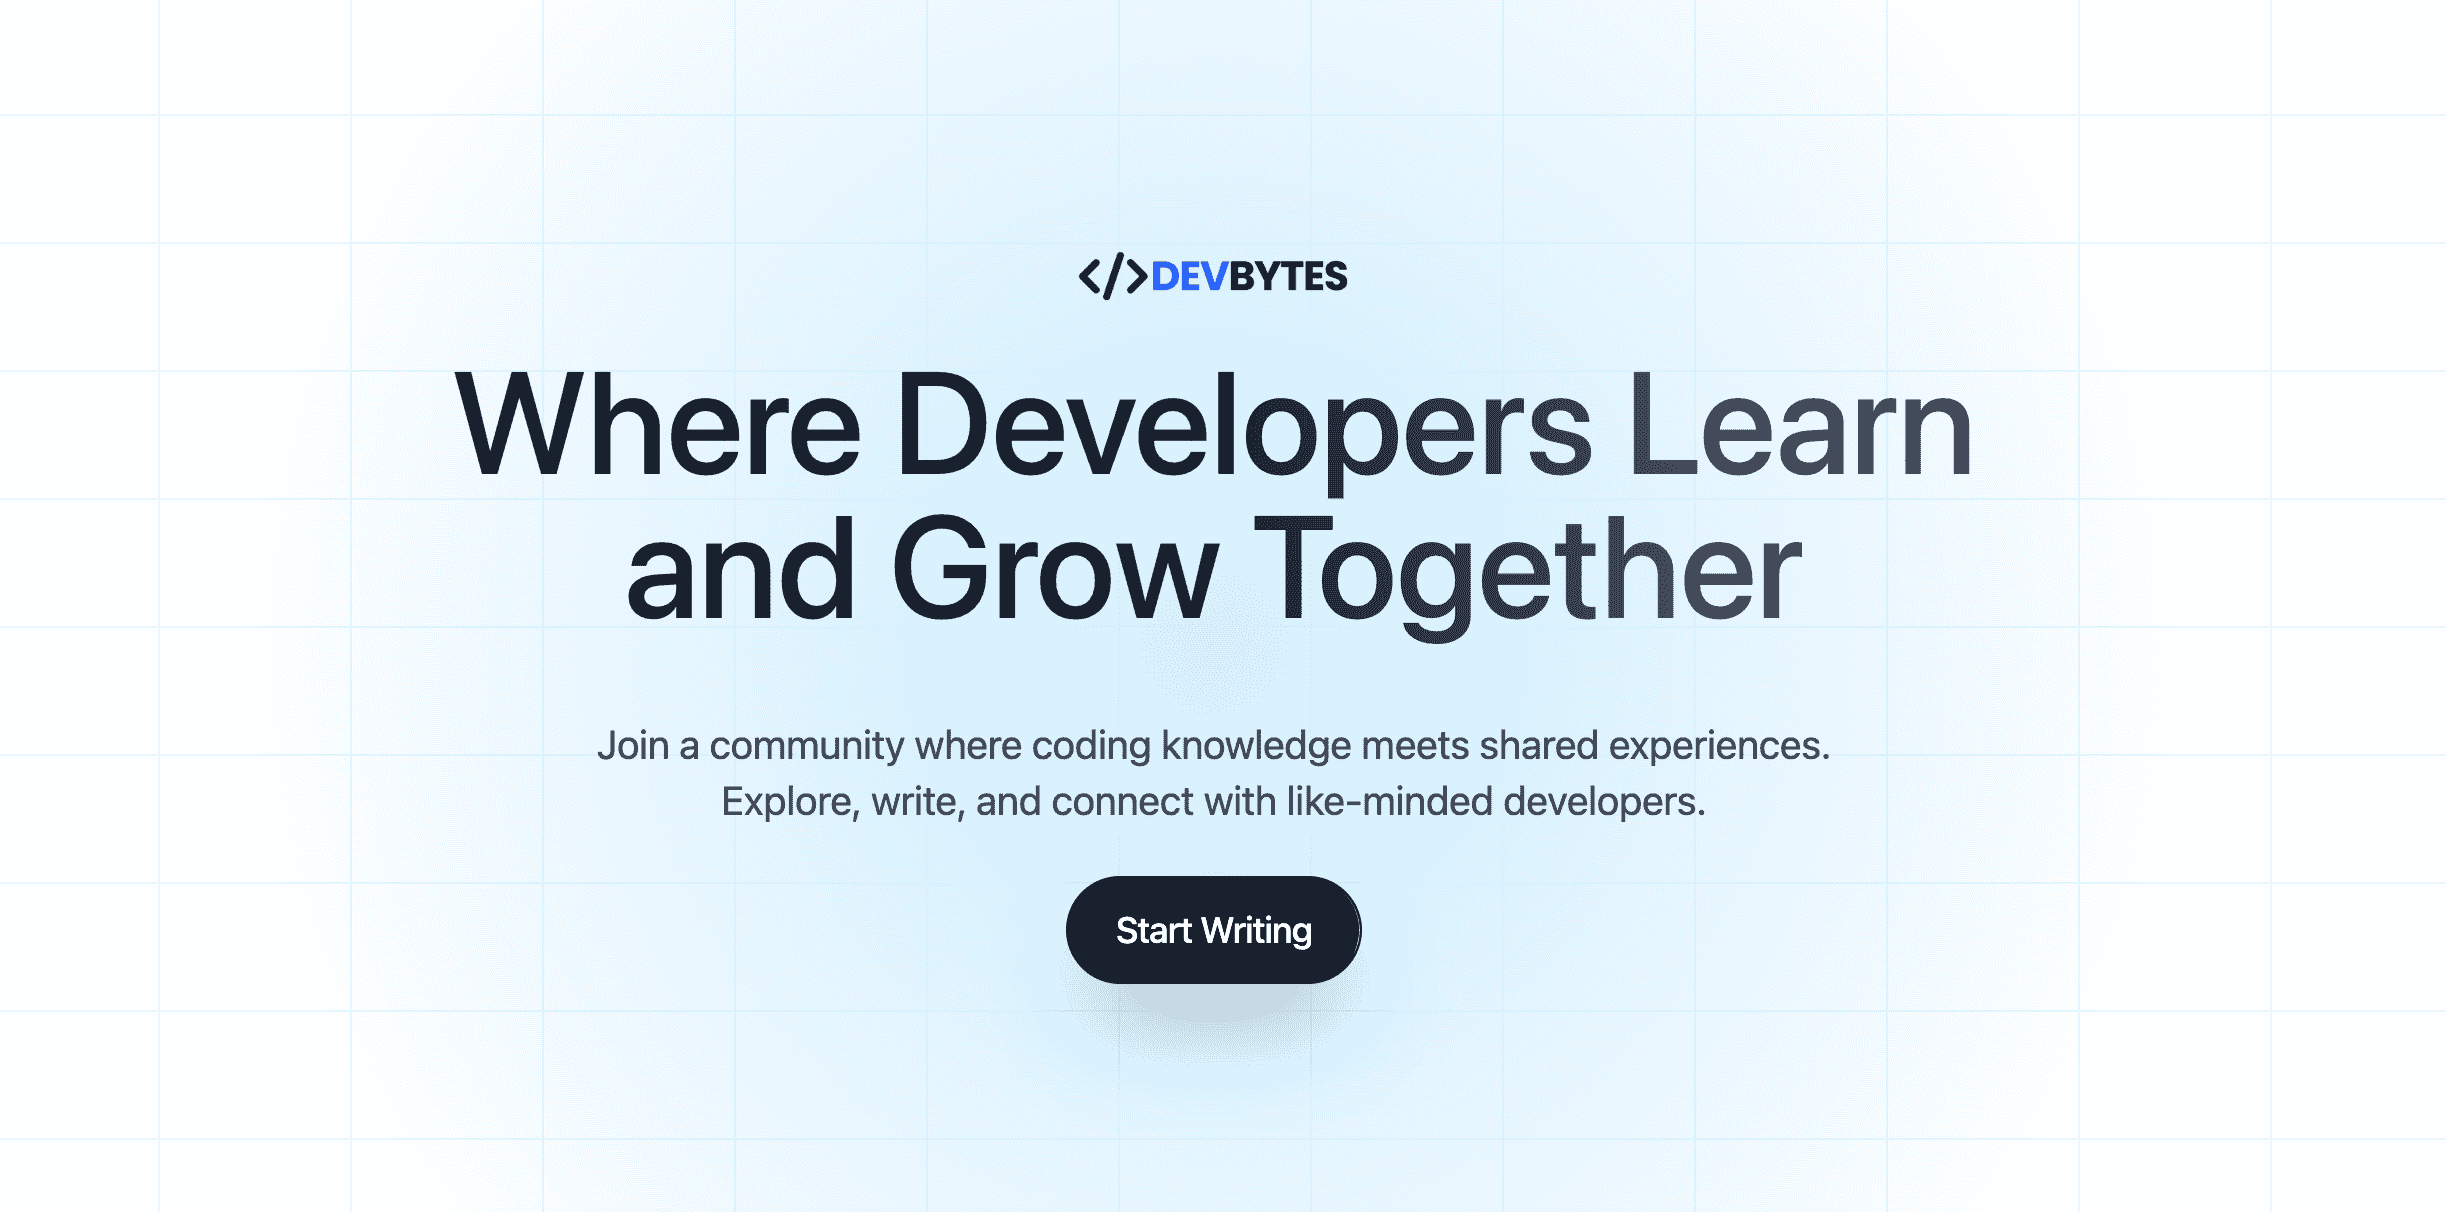 </>DEVBYTES
Where Developers Learn
and Grow Together
Join a community where coding knowledge meets shared experiences.
Explore, write, and connect with like-minded developers.
Start Writing